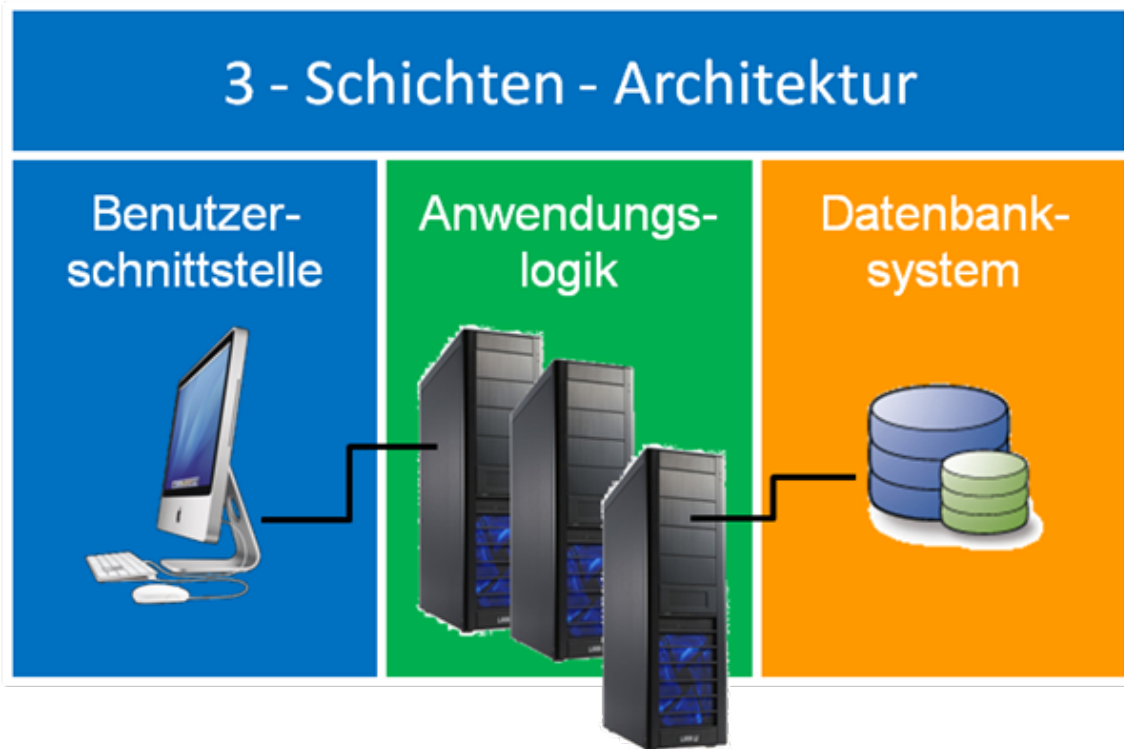 3 - Schichten - Architektur
Benutzer-
schnittstelle
Anwendungs-
logik
Datenbank-
system